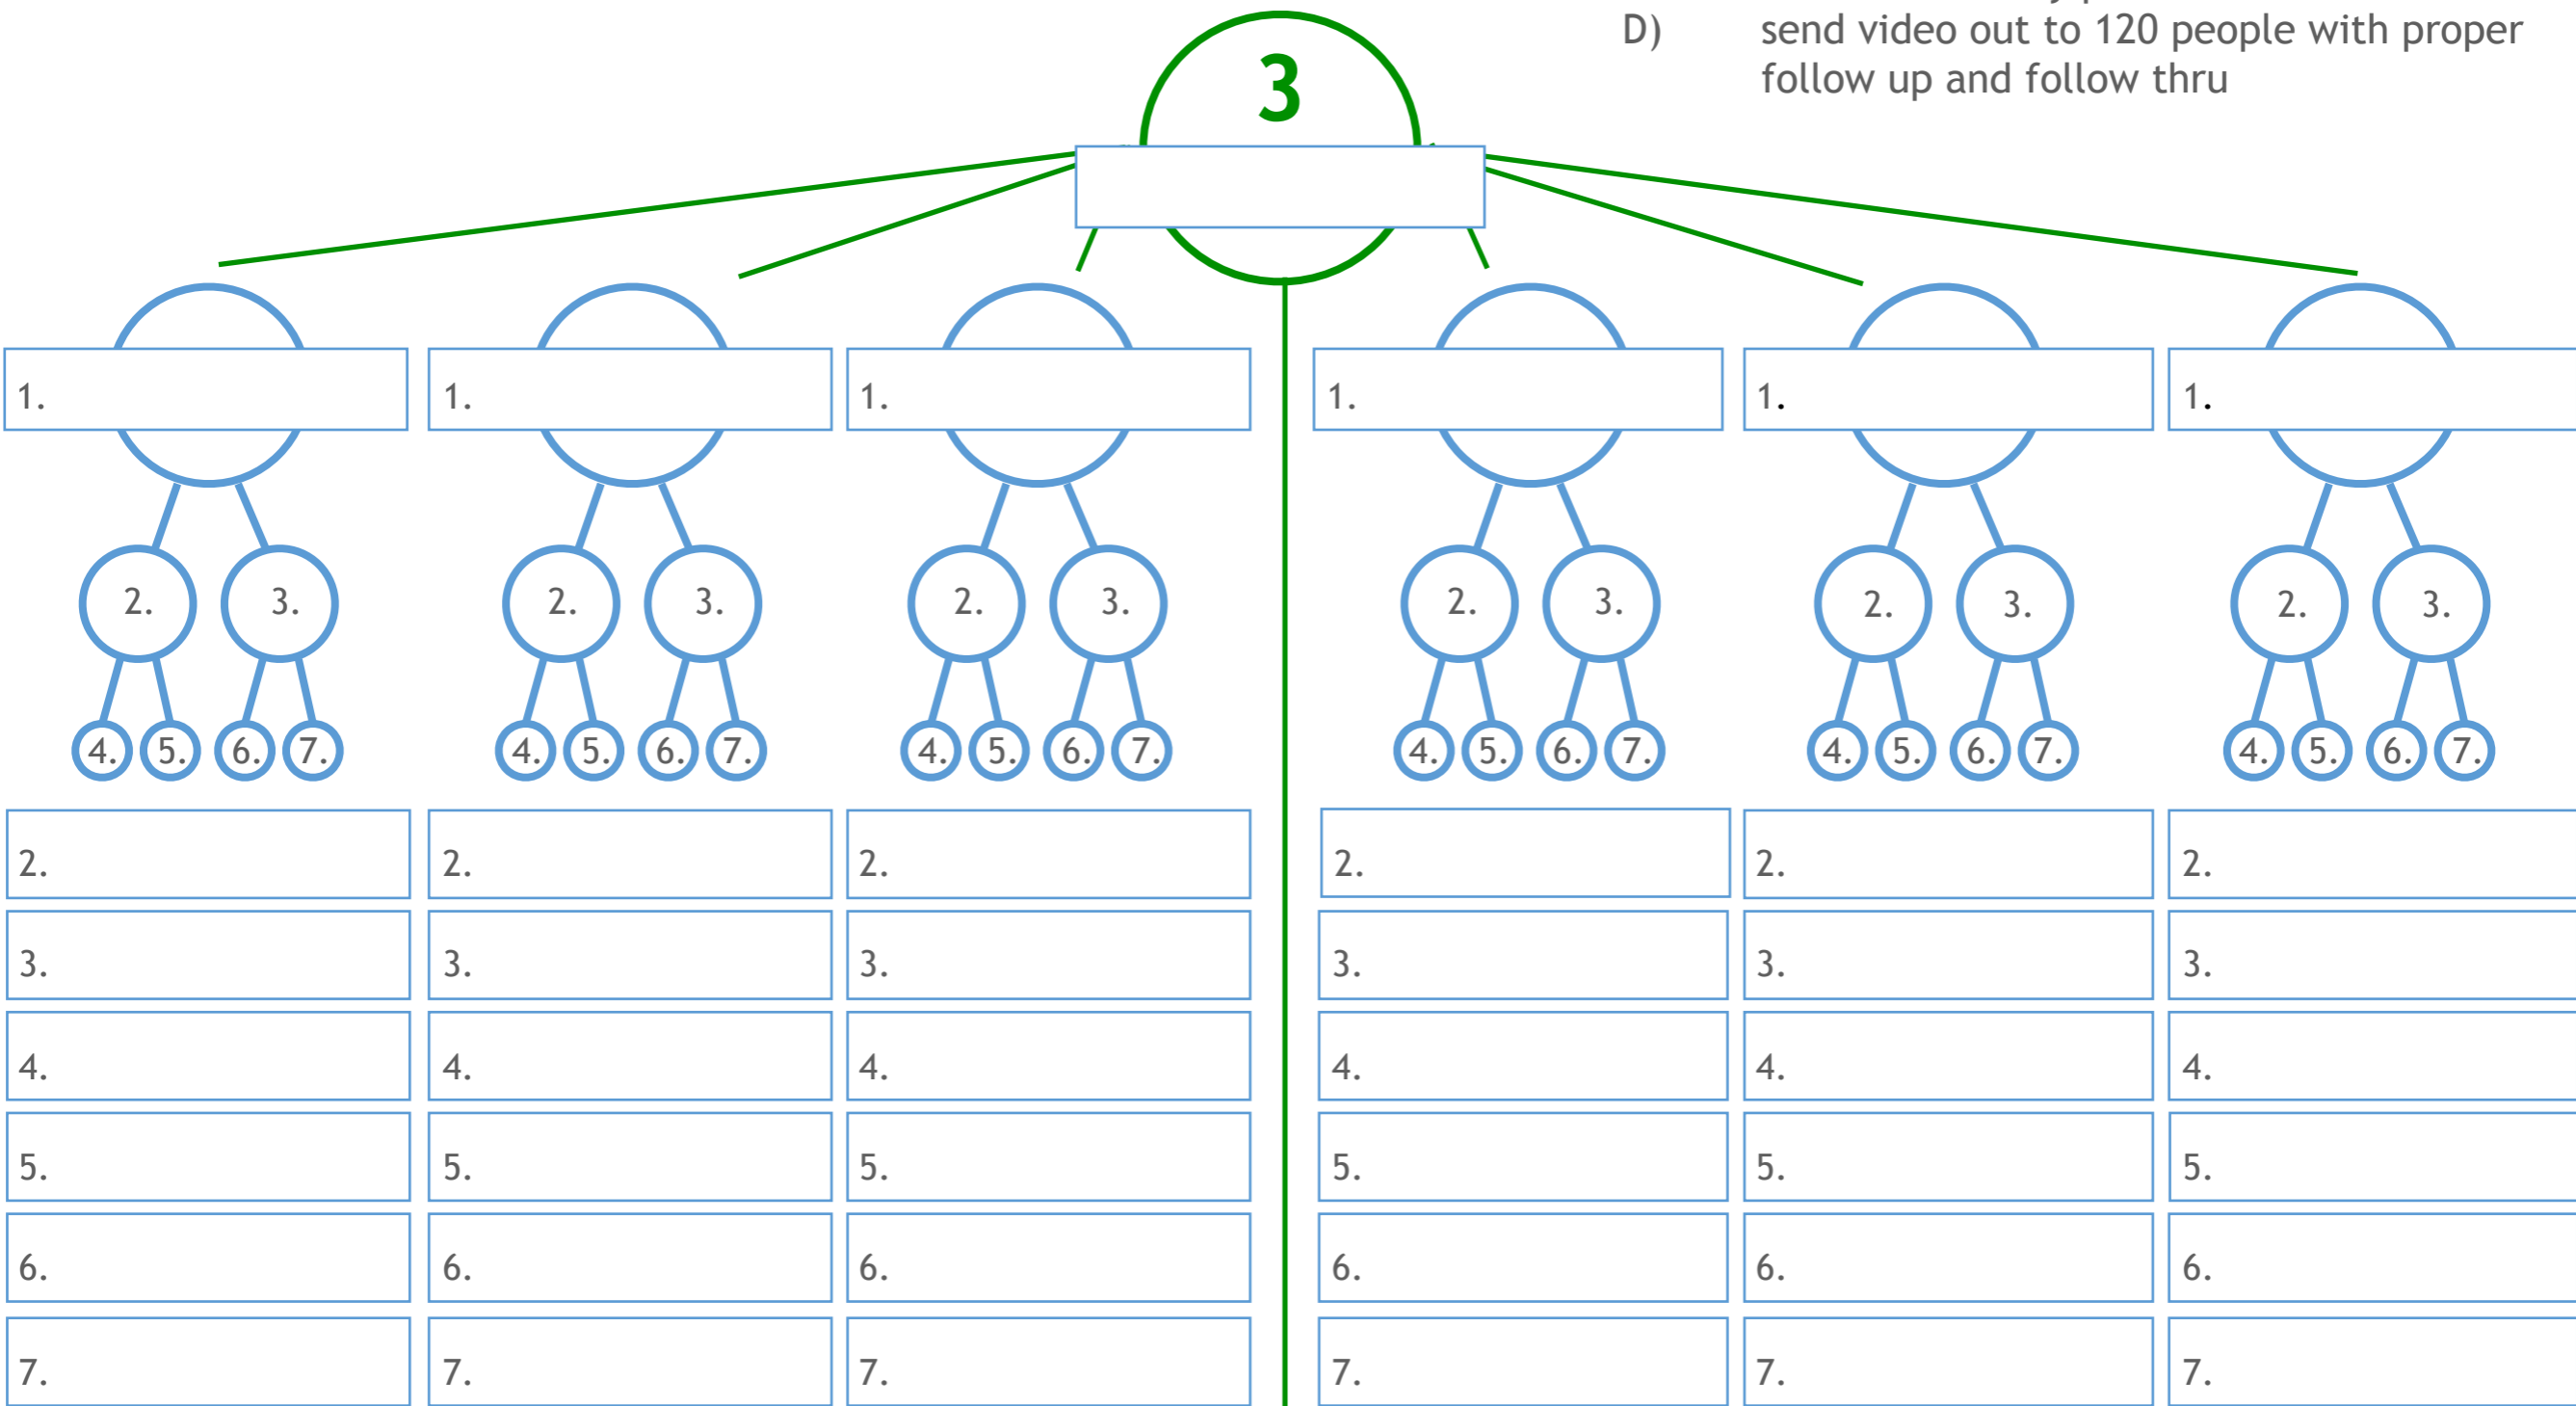 D) send video out to 120 people with proper
follow up and follow thru
3
1. 1. 1. 1. 1. 1.
2. 3. 2. 3. 2. 3. 2. 3. 2. 3. 2. 3.
4. 5. 6. 7. 4. 5. 6. 7. 4. 5. 6. 7. 4. 5. 6. 7. 4. 5. 6. 7. 4. 5. 6. 7.
2. 2. 2. 2. 2. 2.
3. 3. 3. 3. 3. 3.
4. 4. 4. 4. 4. 4.
5. 5. 5. 5. 5. 5.
6. 6. 6. 6. 6. 6.
7. 7. 7. 7. 7. 7.